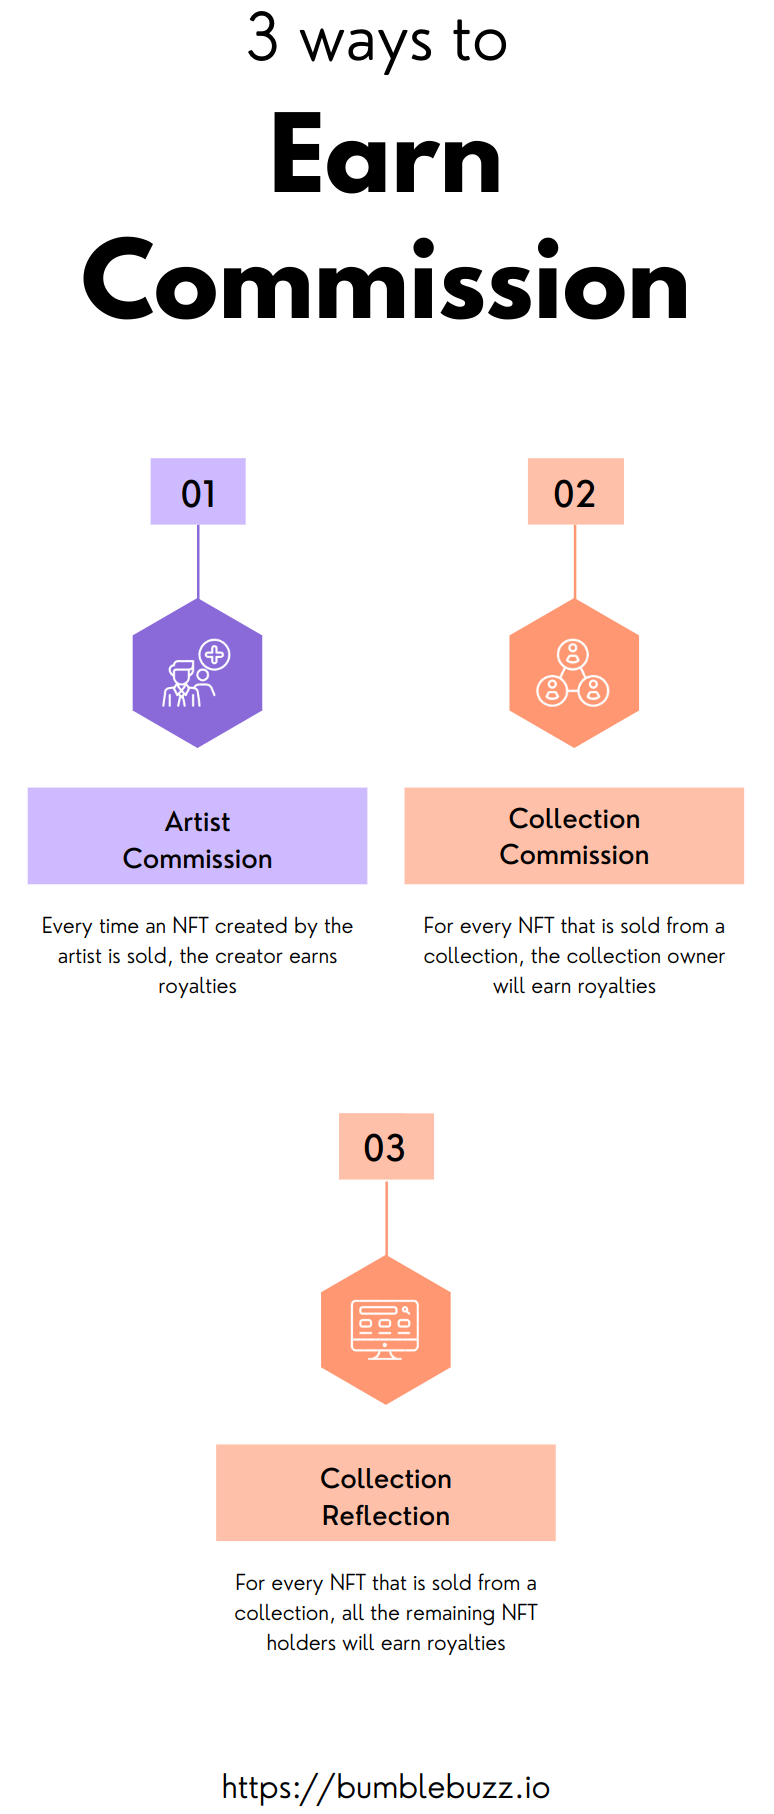 3 ways to
Earn
Commission
01
Artist
Commission
Every time an NFT created by the
artist is sold, the creator earns
royalties
02
Collection
Commission
For every NFT that is sold from a
collection, the collection owner
will earn royalties
03
Collection
Reflection
For every NFT that is sold from a
collection, all the remaining NFT
holders will earn royalties
https://bumblebuzz.io